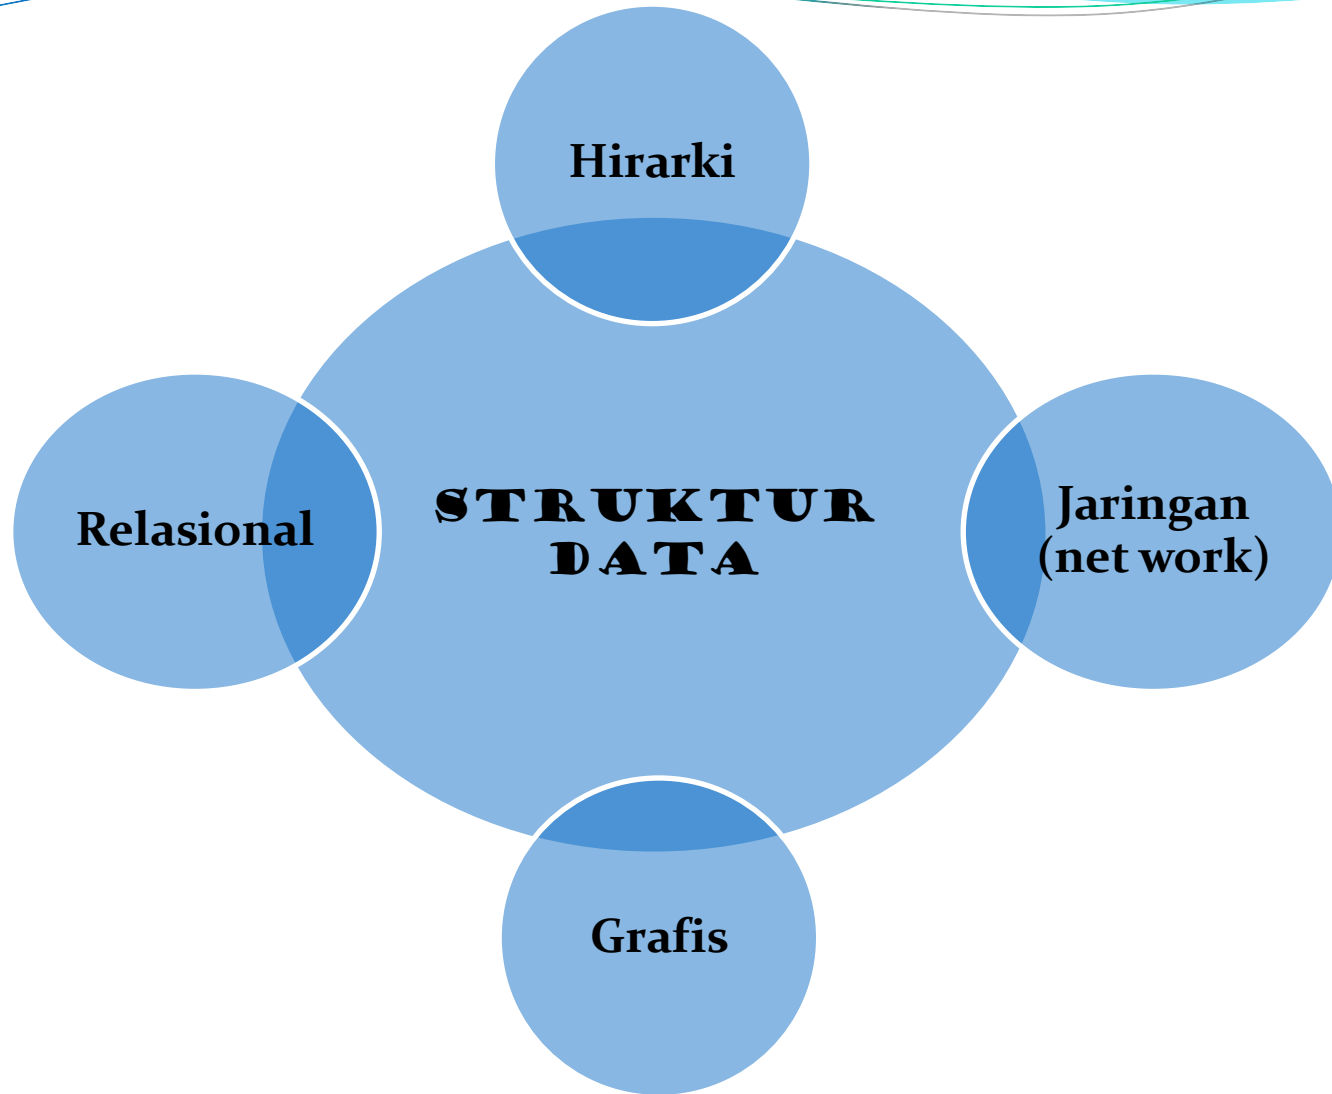 Hirarki
Relasional
STRUKTUR
DATA
Jaringan
(net work)
Grafis